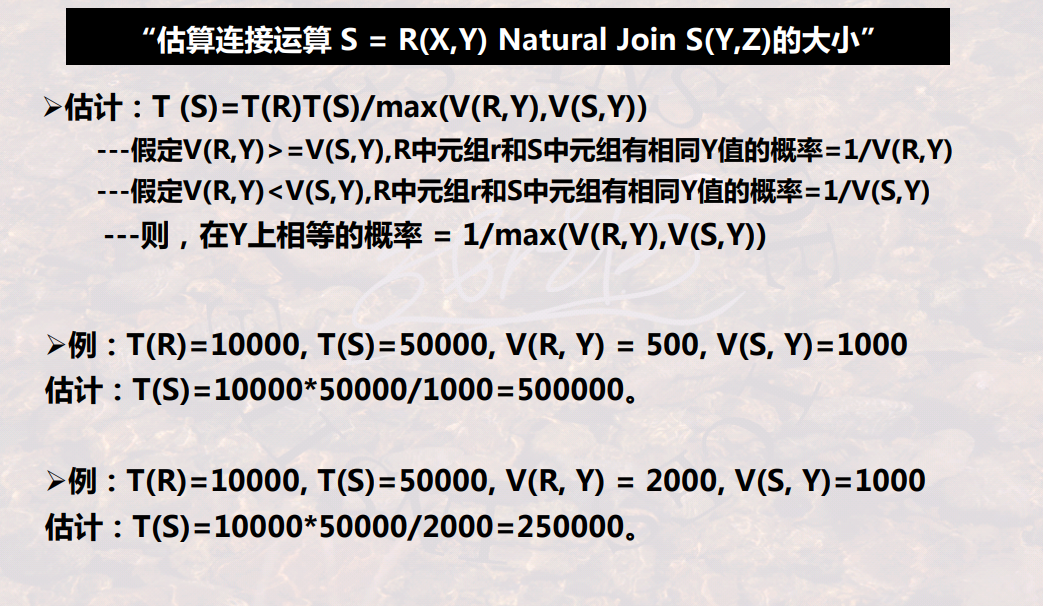 “估算连接运算 S = R(X,Y) Natural Join S(Y,Z)的大小”
➢估计：T (S)=T(R)T(S)/max(V(R,Y),V(S,Y))
---假定V(R,Y)>=V(S,Y),R中元组r和S中元组有相同Y值的概率=1/V(R,Y)
---假定V(R,Y)<V(S,Y),R中元组r和S中元组有相同Y值的概率=1/V(S,Y)
---则，在Y上相等的概率 = 1/max(V(R,Y),V(S,Y))
➢例：T(R)=10000, T(S)=50000, V(R, Y) = 500, V(S, Y)=1000
估计：T(S)=10000*50000/1000=500000。
➢例：T(R)=10000, T(S)=50000, V(R, Y) = 2000, V(S, Y)=1000
估计：T(S)=10000*50000/2000=250000。